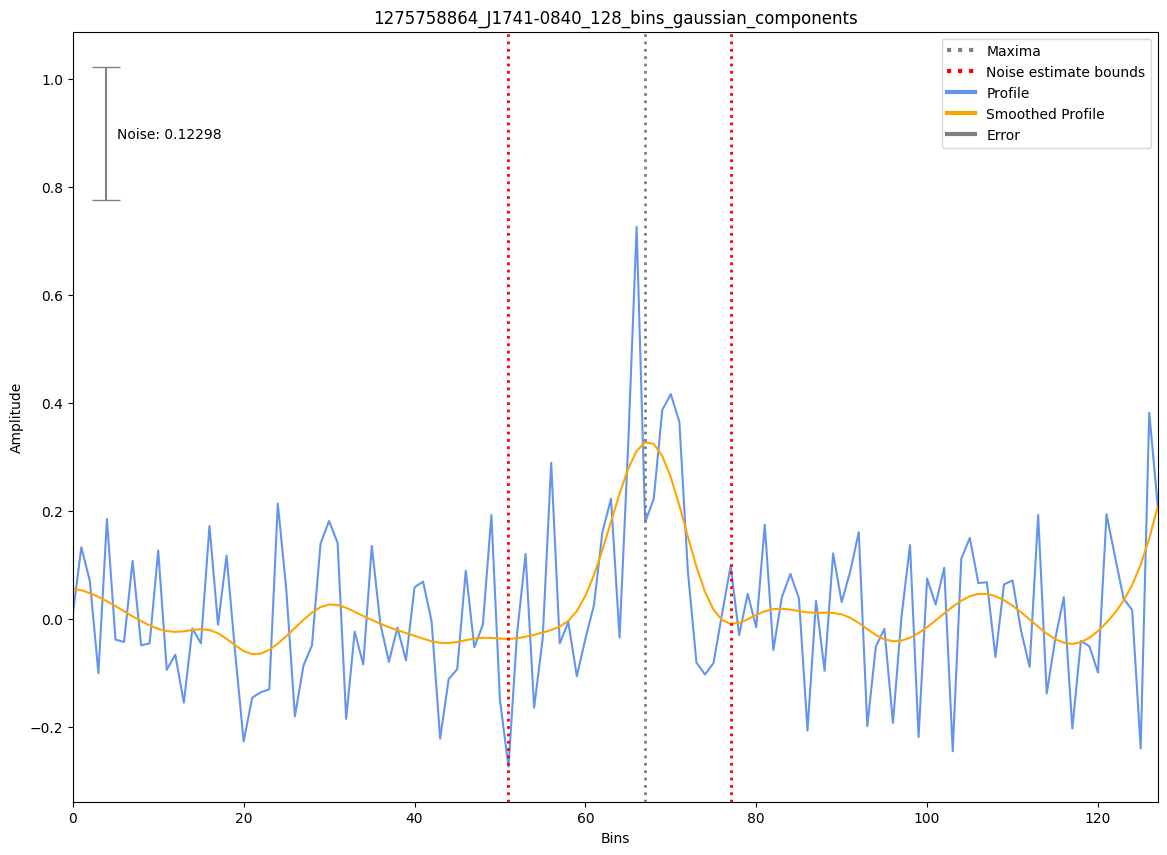 1275758864_J1741-0840_128_bins_gaussian_components
Maxima
Noise estimate bounds
Profile
Smoothed Profile
Error
Noise: 0.12298
Amplitude
1.0
0.8
0.6
0.4
0.2
0.0
−0.2
0 20 40 60 80 100 120
Bins